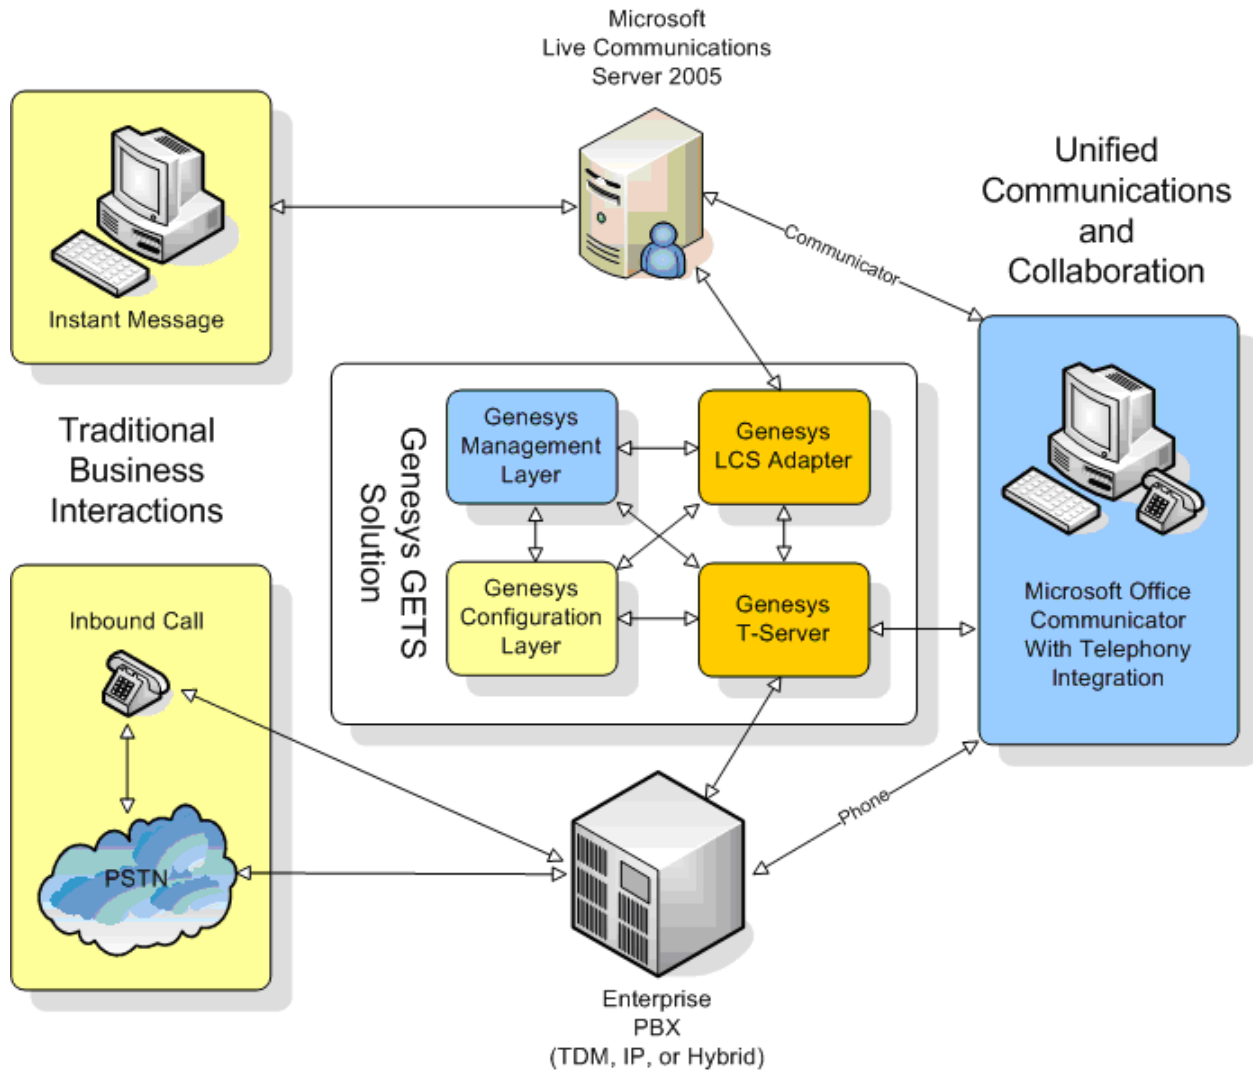 Microsoft
Live Communications
Server 2005
Instant Message
Communicator
Unified
Communications
and
Collaboration
Traditional
Business
Interactions
Genesys GETS
Solution
Genesys
Management
Layer
Genesys
LCS Adapter
Genesys
Configuration
Layer
Genesys
T-Server
Microsoft Office
Communicator
With Telephony
Integration
Inbound Call
PSTN
Phone
Enterprise
PBX
(TDM, IP, or Hybrid)